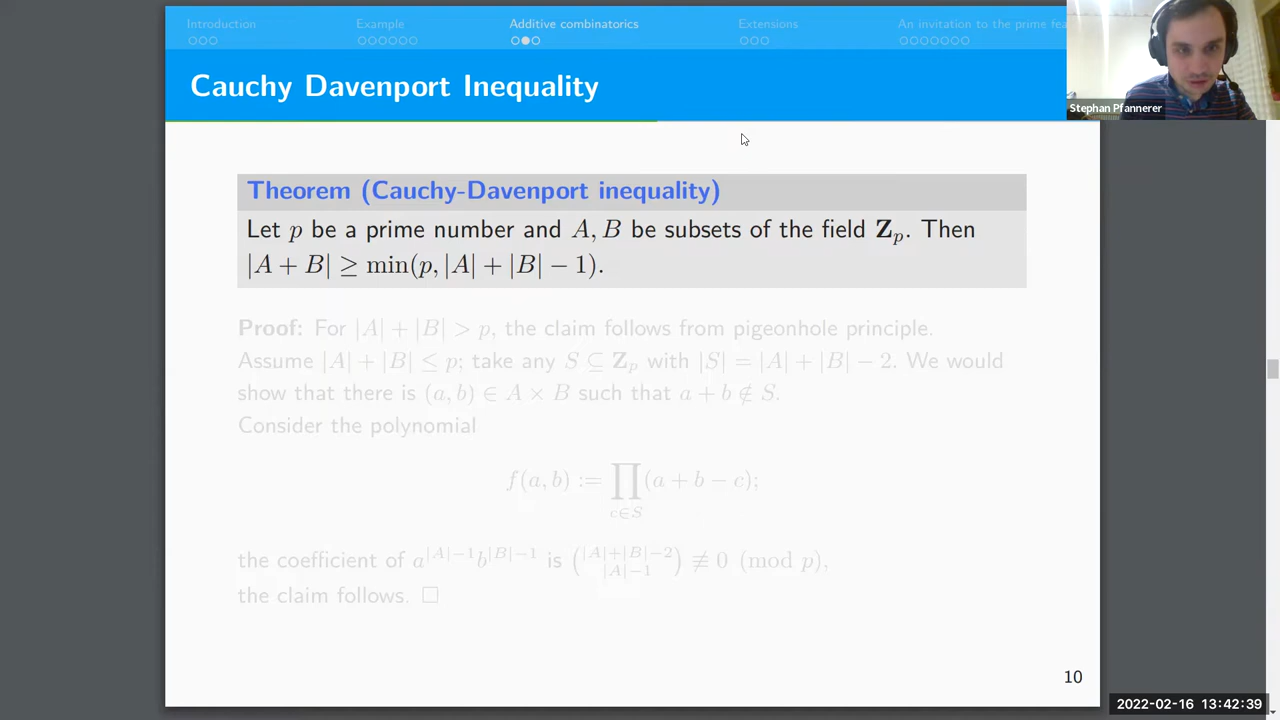 Introduction Example Additive combinatorics Extensions An invitation to the prime fea
Cauchy Davenport Inequality
Stephan Pfannerer
Theorem (Cauchy-Davenport inequality)
Let p be a prime number and A, B be subsets of the field Z_p. Then
|A + B| ≥ min(p, |A| + |B| − 1).
Proof: For |A| + |B| > p, the claim follows from pigeonhole principle.
Assume |A| + |B| ≤ p; take any S ⊆ Z_p with |S| = |A| + |B| − 2. We would
show that there is (a, b) ∈ A × B such that a + b ∉ S.
Consider the polynomial
f(a, b) := ∏_{c∈S} (a + b − c);
the coefficient of a^{|A|−1}b^{|B|−1} is \binom{|A|+|B|−2}{|A|−1} ≢ 0 (mod p),
the claim follows. □
10
2022-02-16 13:42:39